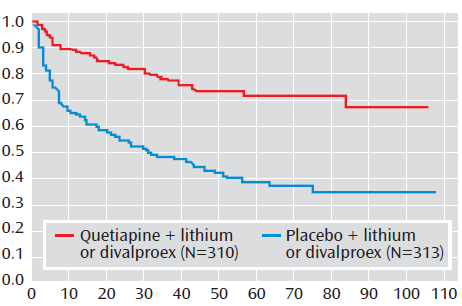 1.0
0.9
0.8
0.7
0.6
0.5
0.4
0.3
0.2
0.1
0.0
Quetiapine + lithium
or divalproex (N=310)
Placebo + lithium
or divalproex (N=313)
0 10 20 30 40 50 60 70 80 90 100 110